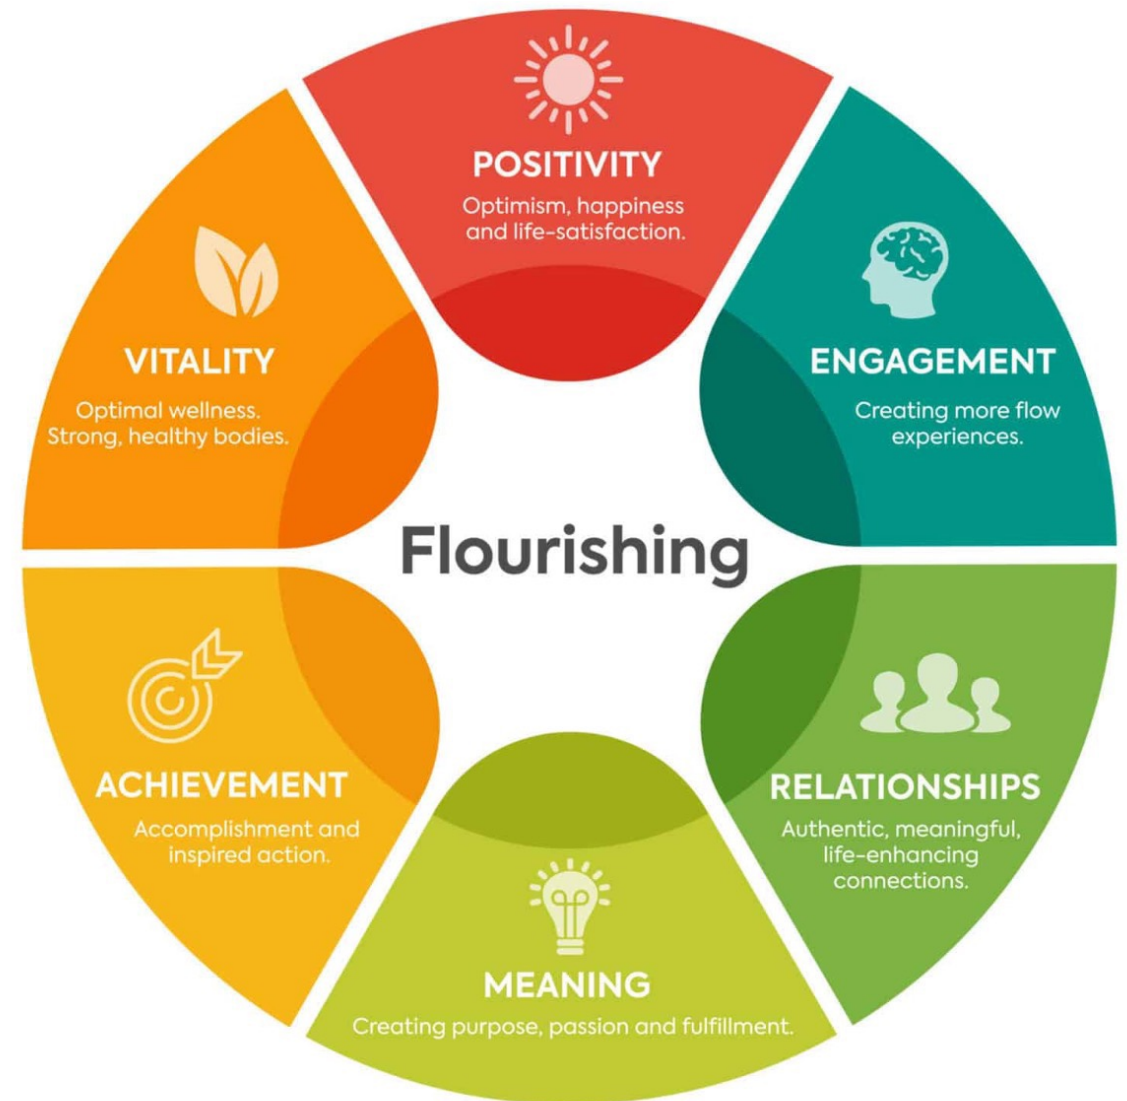 POSITIVITY
Optimism, happiness
and life-satisfaction.
ENGAGEMENT
Creating more flow
experiences.
RELATIONSHIPS
Authentic, meaningful,
life-enhancing
connections.
MEANING
Creating purpose, passion and fulfillment.
ACHIEVEMENT
Accomplishment and
inspired action.
VITALITY
Optimal wellness.
Strong, healthy bodies.
Flourishing